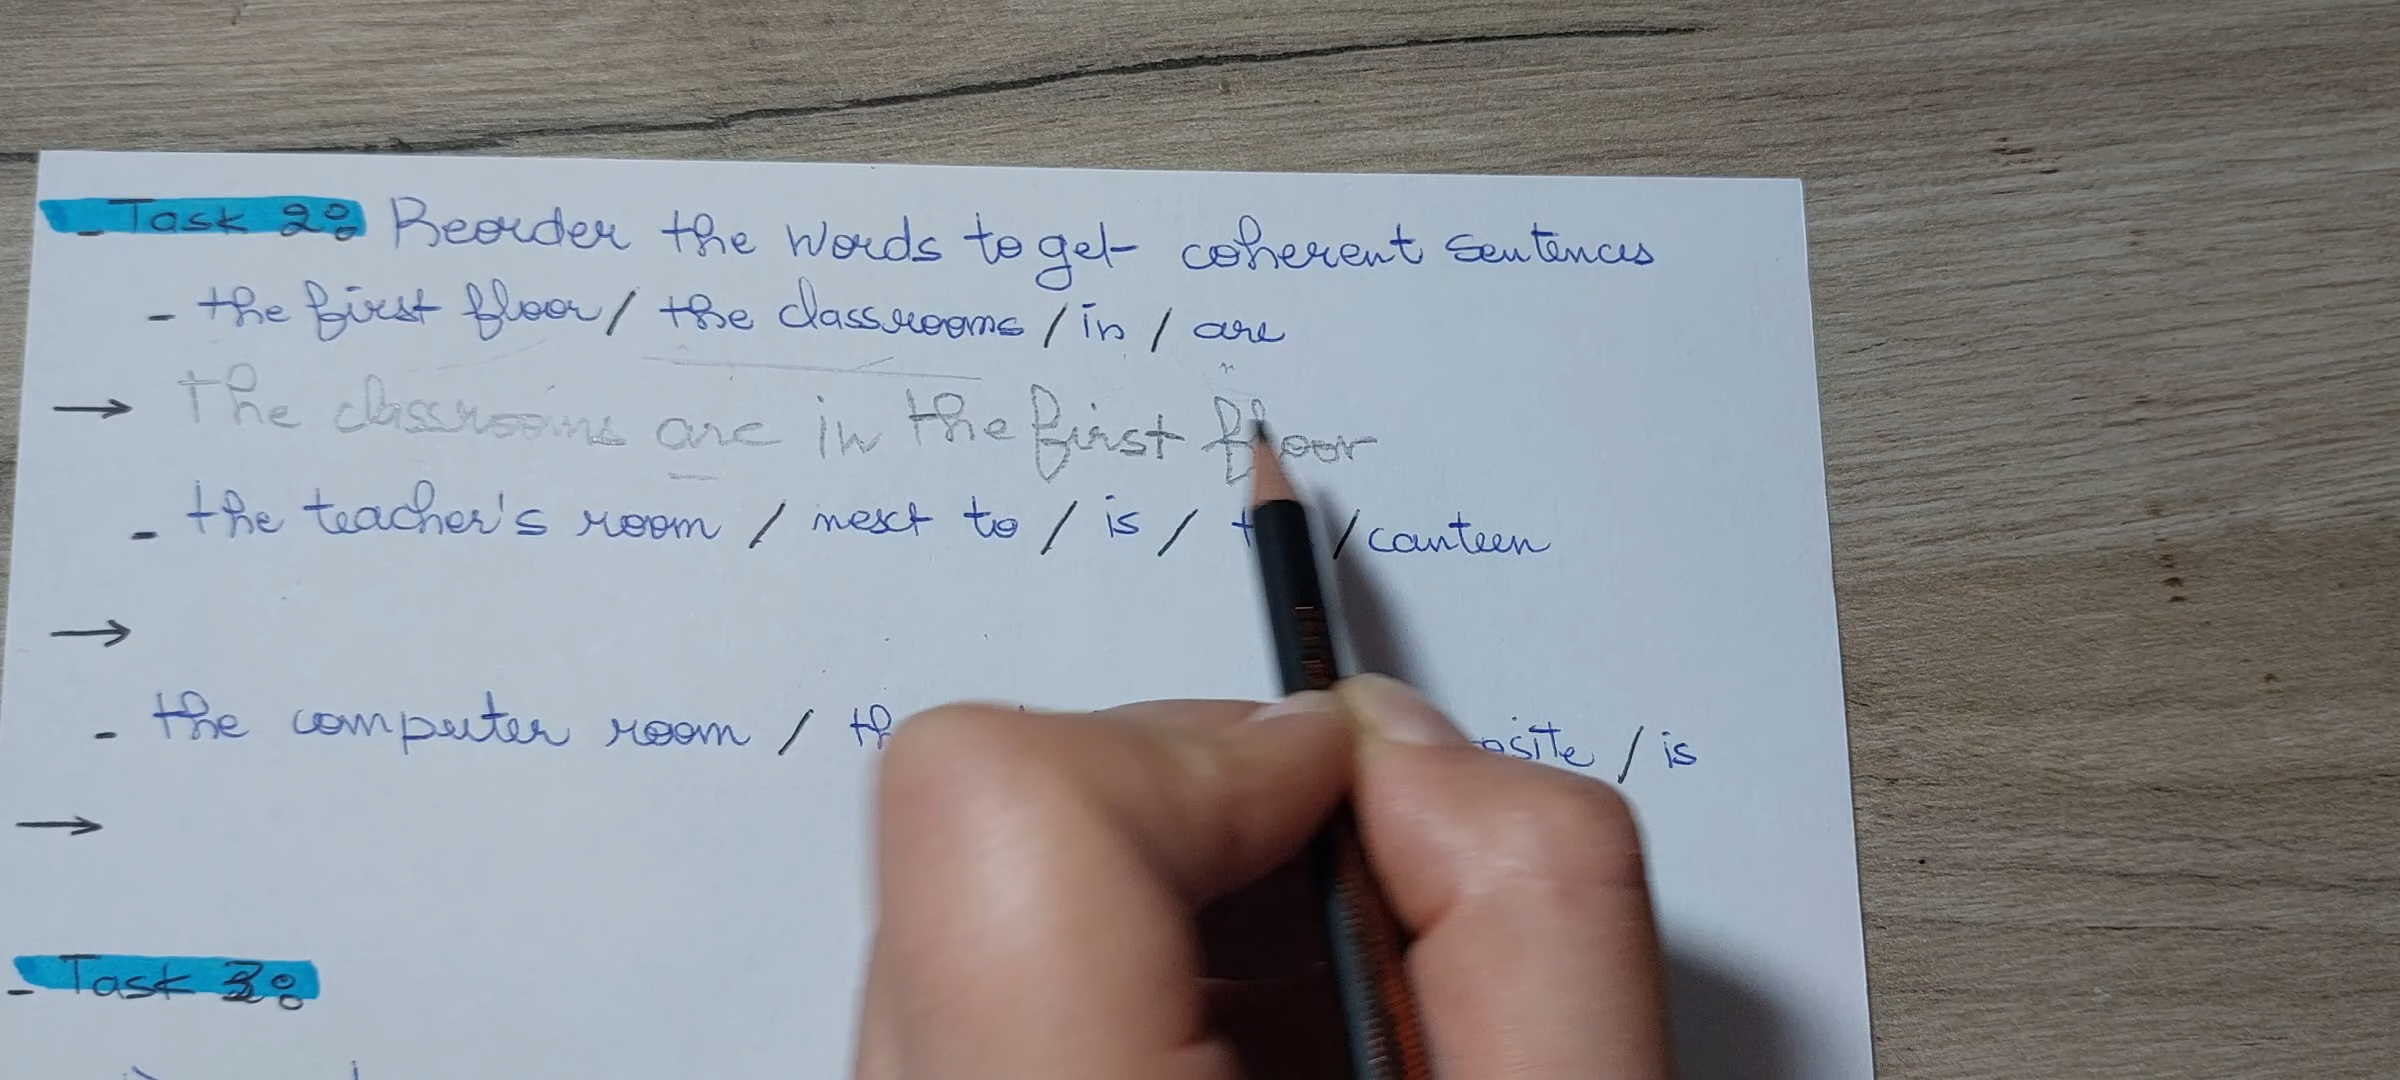 - Task 2: Reorder the words to get coherent sentences
- the first floor / the classrooms / in / are
→ The classrooms are in the first floor
- the teacher's room / next to / is / / canteen
→
- the computer room / / is
→
- Task 3: